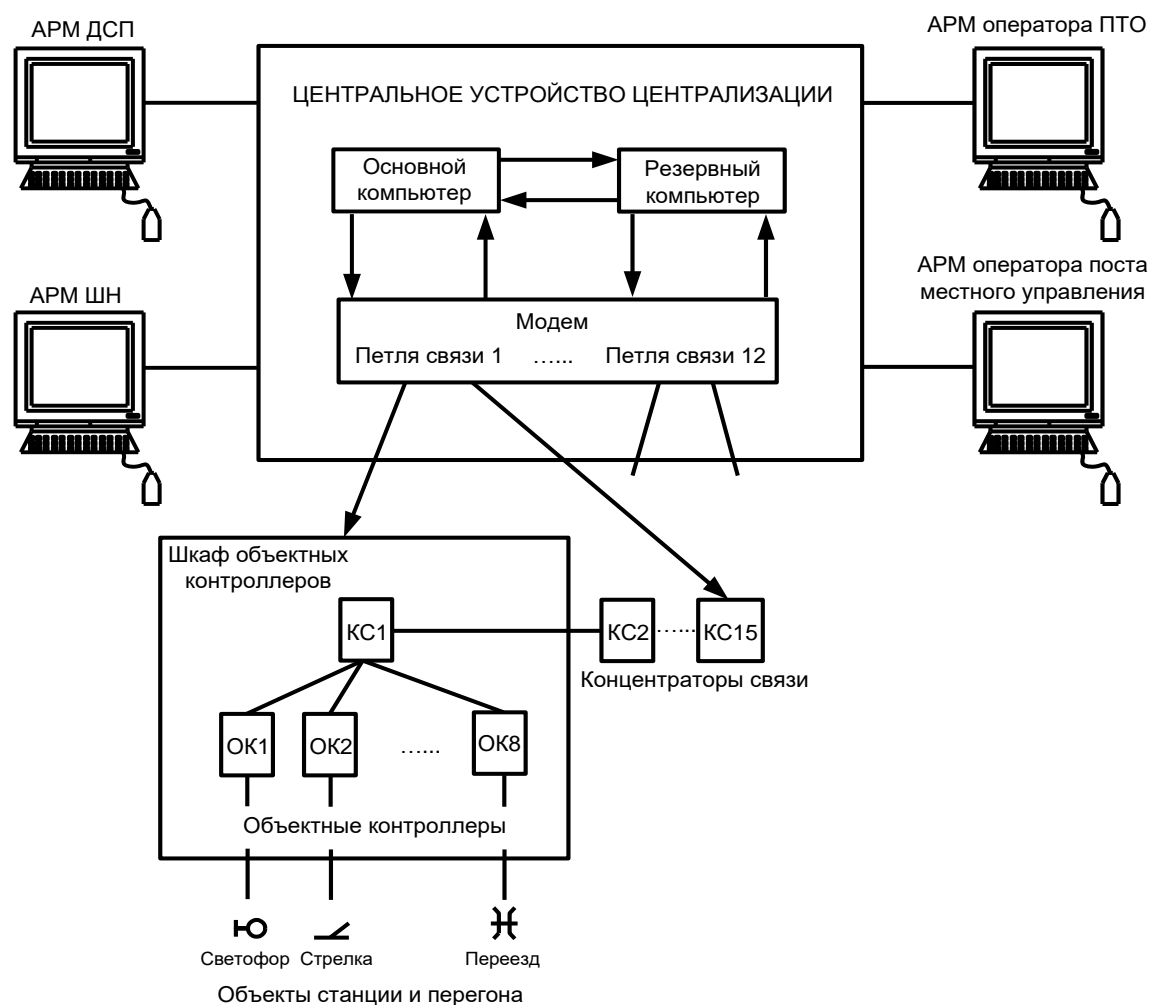 АРМ ДСП
АРМ оператора ПТО
ЦЕНТРАЛЬНОЕ УСТРОЙСТВО ЦЕНТРАЛИЗАЦИИ
Основной
компьютер
Резервный
компьютер
АРМ ШН
АРМ оператора поста
местного управления
Модем
Петля связи 1 …... Петля связи 12
Шкаф объектных
контроллеров
КС1
КС2 …... КС15
Концентраторы связи
ОК1 ОК2 …... ОК8
Объектные контроллеры
Светофор Стрелка Переезд
Объекты станции и перегона